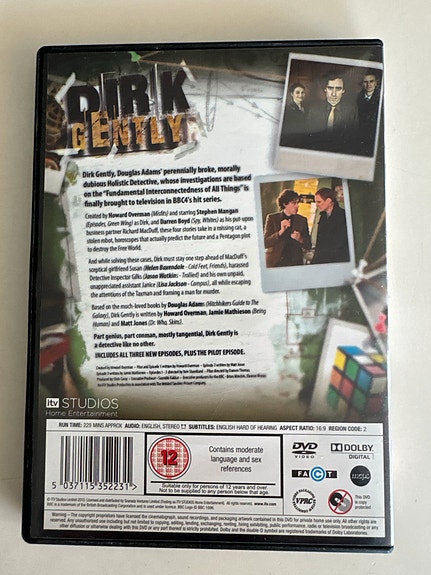 DIRK
GENTLY
Dirk Gently, Douglas Adams' perennially broke, morally
dubious Holistic Detective, whose investigations are based
on the "Fundamental Interconnectedness of All Things" is
finally brought to television in BBC4's hit series.
Created by Howard Overman (Misfits) and starring Stephen Mangan
(Episodes, Green Wing) as Dirk, and Darren Boyd (Spy, Whites) as his put-upon
business partner Richard MacDuff, these four stories take in a missing cat, a
stolen robot, horoscopes that actually predict the future and a Pentagon plot
to destroy the Free World.
And while solving these cases, Dirk must stay one step ahead of MacDuff's
sceptical girlfriend Susan (Helen Baxendale - Cold Feet, Friends), harassed
Detective Inspector Gilks (Jason Watkins - Trollied) and his own unpaid,
unappreciated assistant Janice (Lisa Jackson - Campus), all while escaping
the attentions of the Taxman and framing a man for murder.
Based on the much-loved books by Douglas Adams (Hitchhikers Guide to The
Galaxy), Dirk Gently is written by Howard Overman, Jamie Mathieson (Being
Human) and Matt Jones (Dr. Who, Skins).
Part genius, part conman, mostly tangential, Dirk Gently is
a detective like no other.
INCLUDES ALL THREE NEW EPISODES, PLUS THE PILOT EPISODE.
itv STUDIOS
Home Entertainment
RUN TIME: 229 MINS APPROX AUDIO: ENGLISH, STEREO SUBTITLES: ENGLISH HARD OF HEARING ASPECT RATIO: 16:9 REGION CODE: 2
5 037115 352231
12
Contains moderate
language and sex
references
Suitable only for persons of 12 years and over.
Not to be supplied to any person below that age.
DVD
VIDEO
DOLBY
DIGITAL
FACT
VPRC
This DVD
is copy
protected